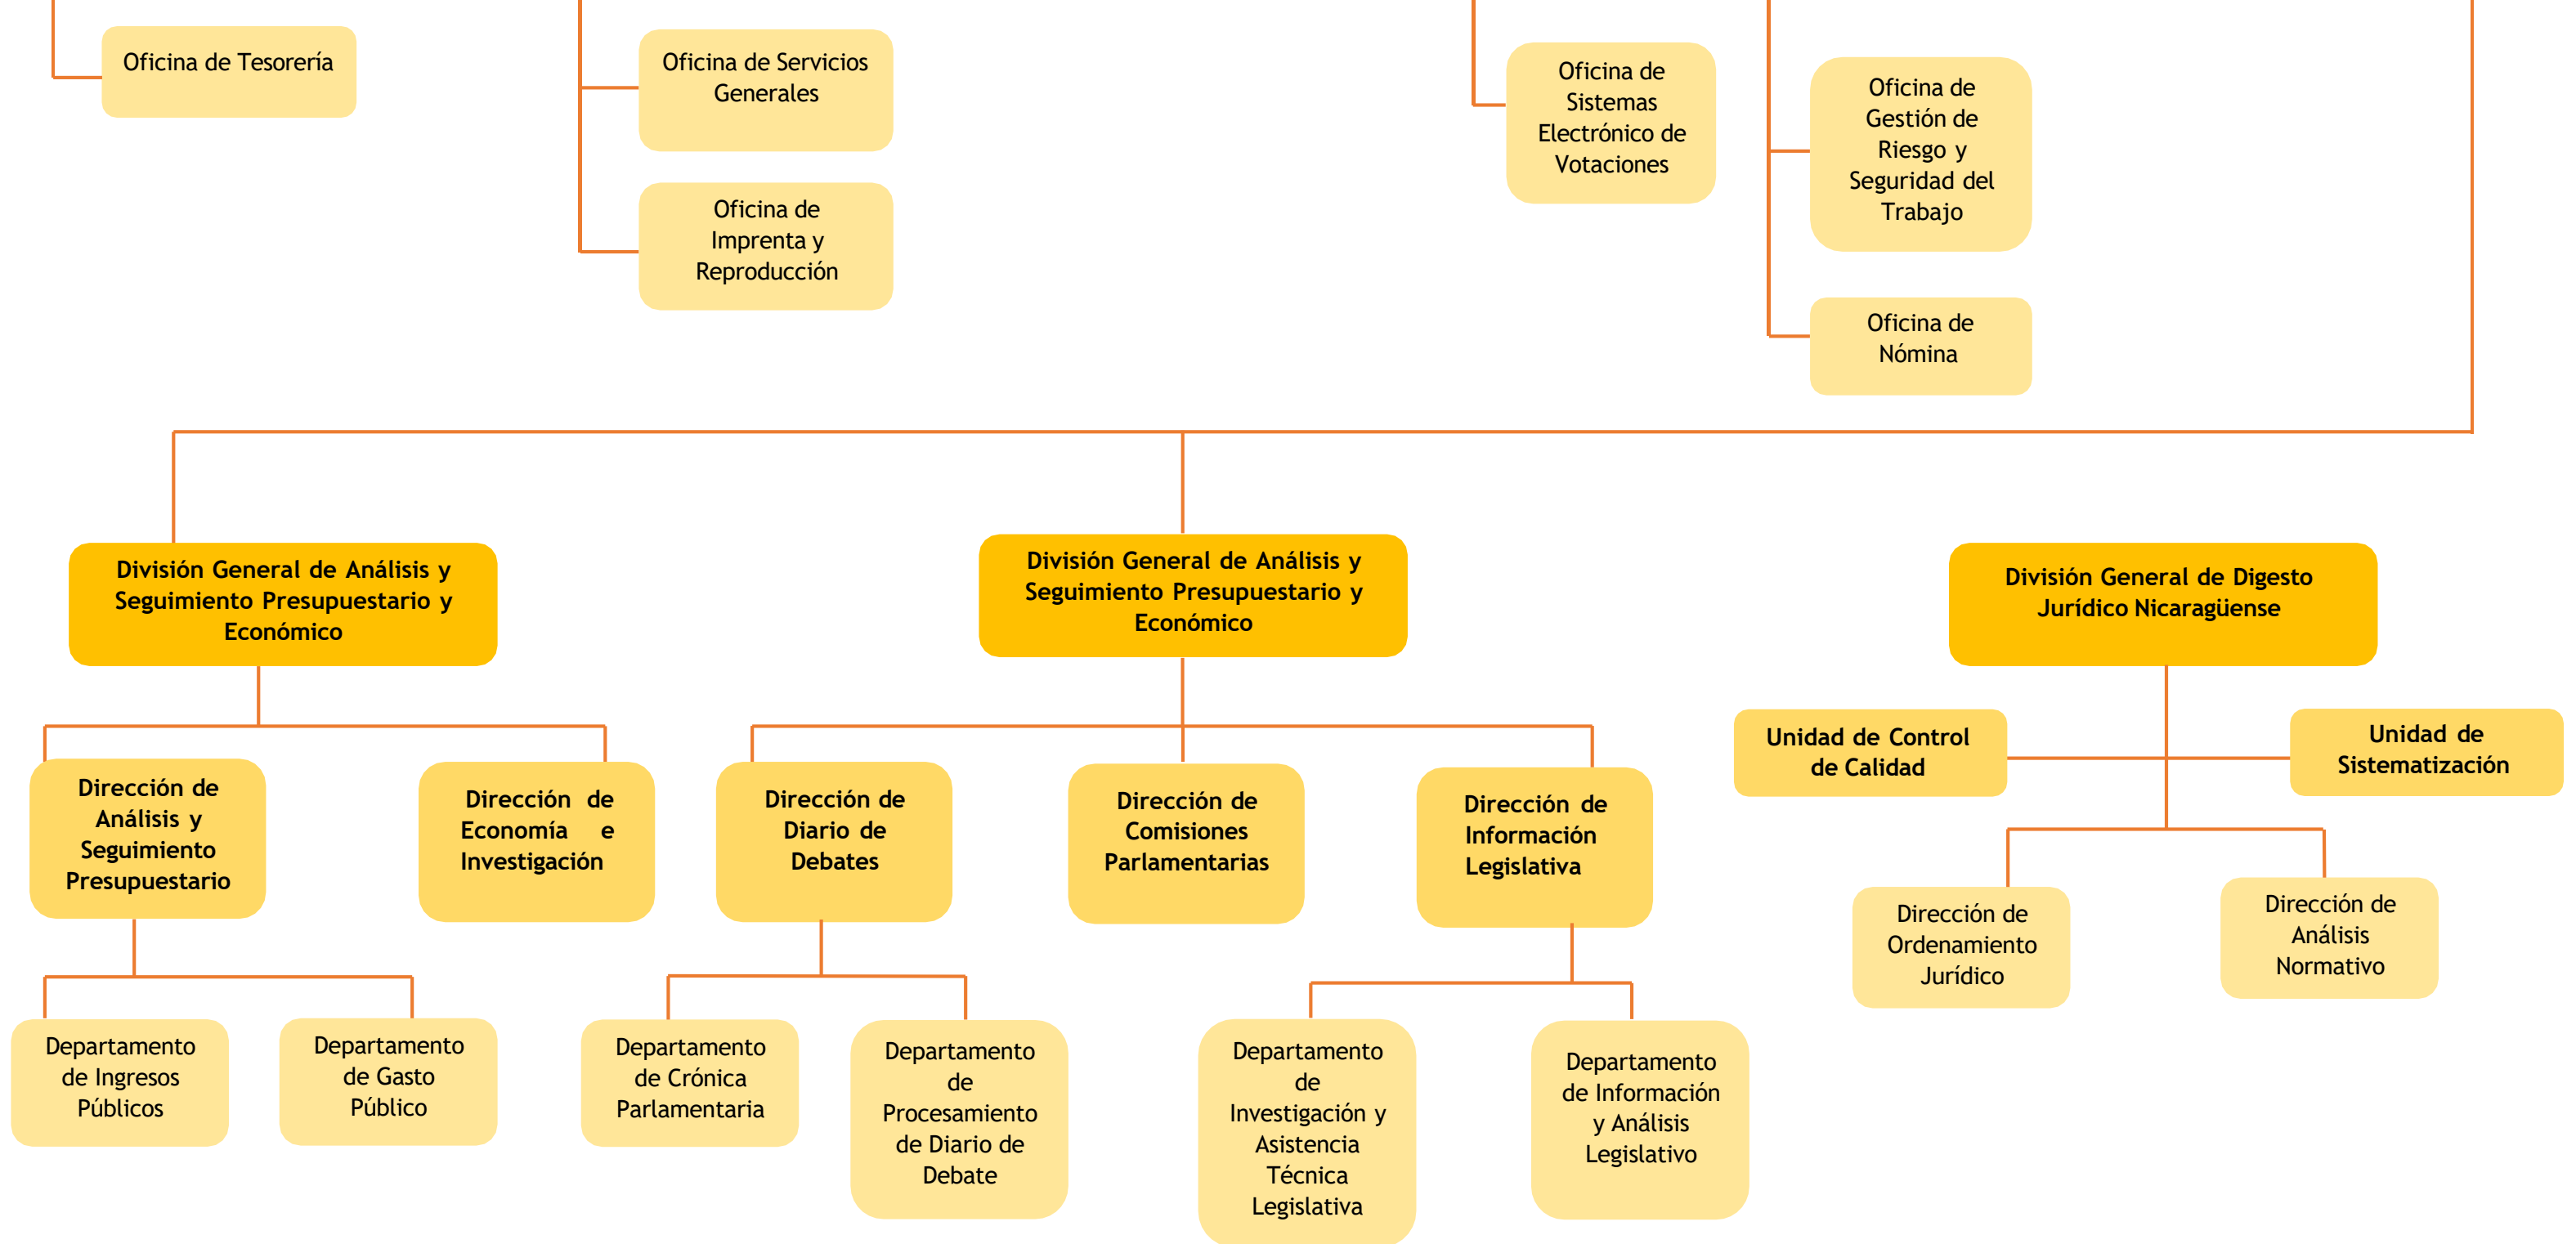 Oficina de Tesorería
Oficina de Servicios
Generales
Oficina de
Imprenta y
Reproducción
Oficina de
Sistemas
Electrónico de
Votaciones
Oficina de
Gestión de
Riesgo y
Seguridad del
Trabajo
Oficina de
Nómina
División General de Análisis y
Seguimiento Presupuestario y
Económico
División General de Análisis y
Seguimiento Presupuestario y
Económico
División General de Digesto
Jurídico Nicaragüense
Unidad de Control
de Calidad
Unidad de
Sistematización
Dirección de
Análisis y
Seguimiento
Presupuestario
Dirección de
Economía e
Investigación
Dirección de
Diario de
Debates
Dirección de
Comisiones
Parlamentarias
Dirección de
Información
Legislativa
Dirección de
Ordenamiento
Jurídico
Dirección de
Análisis
Normativo
Departamento
de Ingresos
Públicos
Departamento
de Gasto
Público
Departamento
de Crónica
Parlamentaria
Departamento
de
Procesamiento
de Diario de
Debate
Departamento
de
Investigación y
Asistencia
Técnica
Legislativa
Departamento
de Información
y Análisis
Legislativo